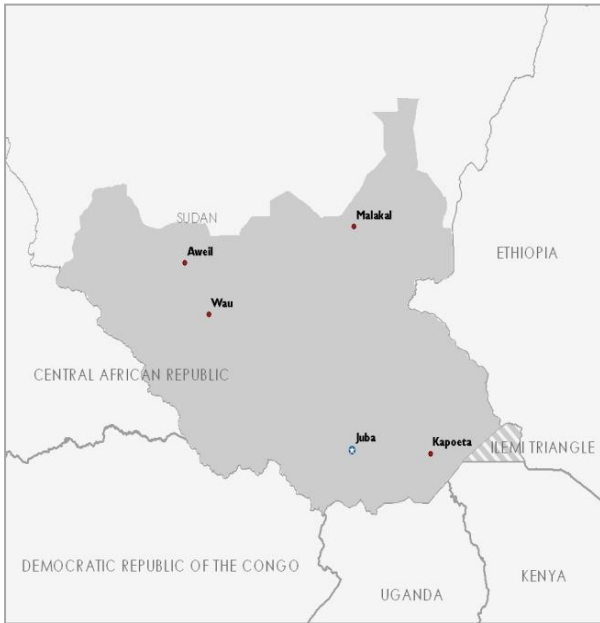 SUDAN
Malakal
Aweil
ETHIOPIA
Wau
CENTRAL AFRICAN REPUBLIC
Juba
Kapoeta
ILEMI TRIANGLE
DEMOCRATIC REPUBLIC OF THE CONGO
KENYA
UGANDA